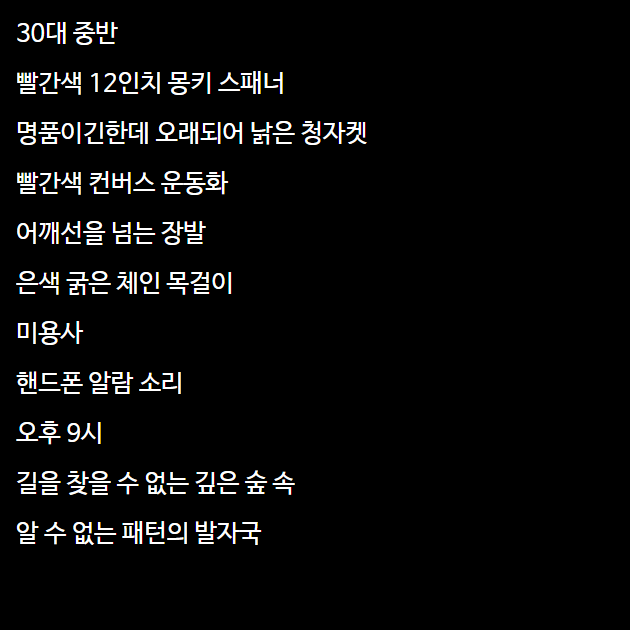 30대 중반
빨간색 12인치 몽키 스패너
명품이긴한데 오래되어 낡은 청자켓
빨간색 컨버스 운동화
어깨선을 넘는 장발
은색 굵은 체인 목걸이
미용사
핸드폰 알람 소리
오후 9시
길을 찾을 수 없는 깊은 숲 속
알 수 없는 패턴의 발자국